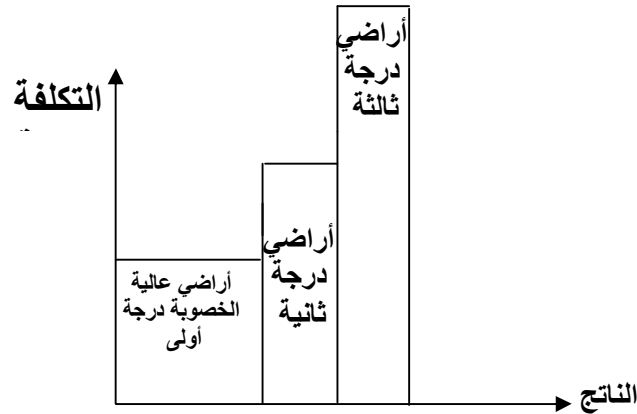 التكلفة
أراضي
درجة
ثالثة
أراضي
درجة
ثانية
أراضي عالية
الخصوبة درجة
أولى
الناتج